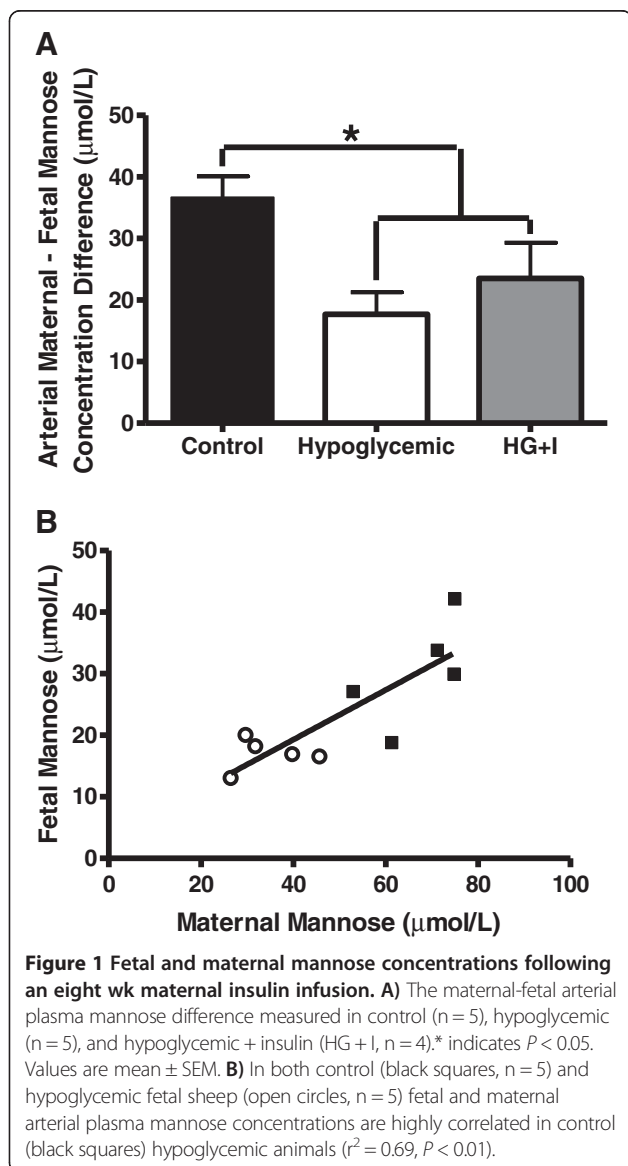 A
Arterial Maternal - Fetal Mannose
Concentration Difference (μmol/L)
50
40
30
20
10
0
*
Control Hypoglycemic HG+I
B
Fetal Mannose (μmol/L)
50
40
30
20
10
0
0 20 40 60 80 100
Maternal Mannose (μmol/L)
Figure 1 Fetal and maternal mannose concentrations following
an eight wk maternal insulin infusion. A) The maternal-fetal arterial
plasma mannose difference measured in control (n = 5), hypoglycemic
(n = 5), and hypoglycemic + insulin (HG + I, n = 4).* indicates P < 0.05.
Values are mean ± SEM. B) In both control (black squares, n = 5) and
hypoglycemic fetal sheep (open circles, n = 5) fetal and maternal
arterial plasma mannose concentrations are highly correlated in control
(black squares) hypoglycemic animals (r² = 0.69, P < 0.01).